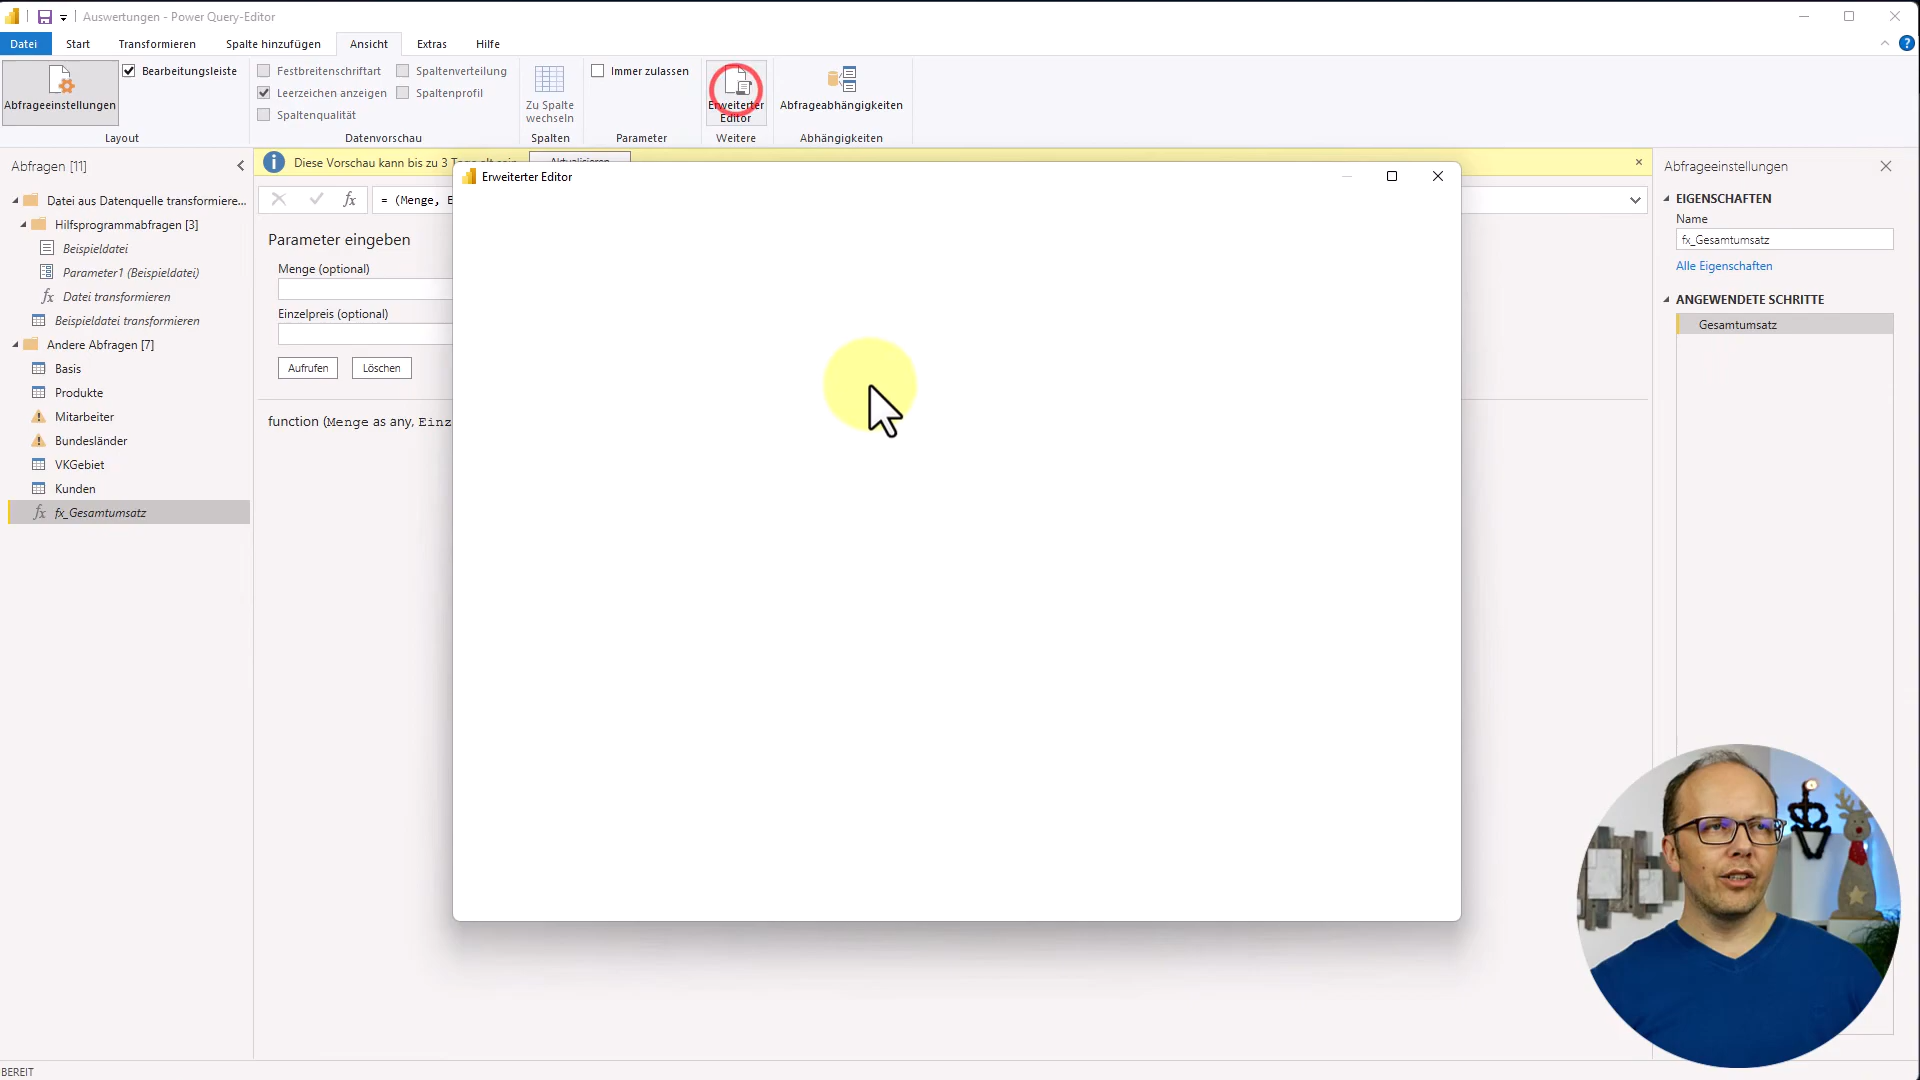 Auswertungen - Power Query-Editor
Datei Start Transformieren Spalte hinzufügen Ansicht Extras Hilfe
Abfrageeinstellungen
Bearbeitungsleiste
Layout
Festbreitenschriftart
Leerzeichen anzeigen
Spaltenqualität
Spaltenverteilung
Spaltenprofil
Datenvorschau
Zu Spalte
wechseln
Spalten
Immer zulassen
Parameter
Erweiterter
Editor
Weitere
Abfrageabhängigkeiten
Abhängigkeiten
Abfragen [11]
Datei aus Datenquelle transformiere...
Hilfsprogrammabfragen [3]
Beispieldatei
Parameter1 (Beispieldatei)
fx Datei transformieren
Beispieldatei transformieren
Andere Abfragen [7]
Basis
Produkte
Mitarbeiter
Bundesländer
VKGebiet
Kunden
fx fx_Gesamtumsatz
Diese Vorschau kann bis zu 3
fx = (Menge, E
Parameter eingeben
Menge (optional)
Einzelpreis (optional)
Aufrufen Löschen
function (Menge as any, Einz
Erweiterter Editor
Abfrageeinstellungen
EIGENSCHAFTEN
Name
fx_Gesamtumsatz
Alle Eigenschaften
ANGEWENDETE SCHRITTE
Gesamtumsatz
BEREIT